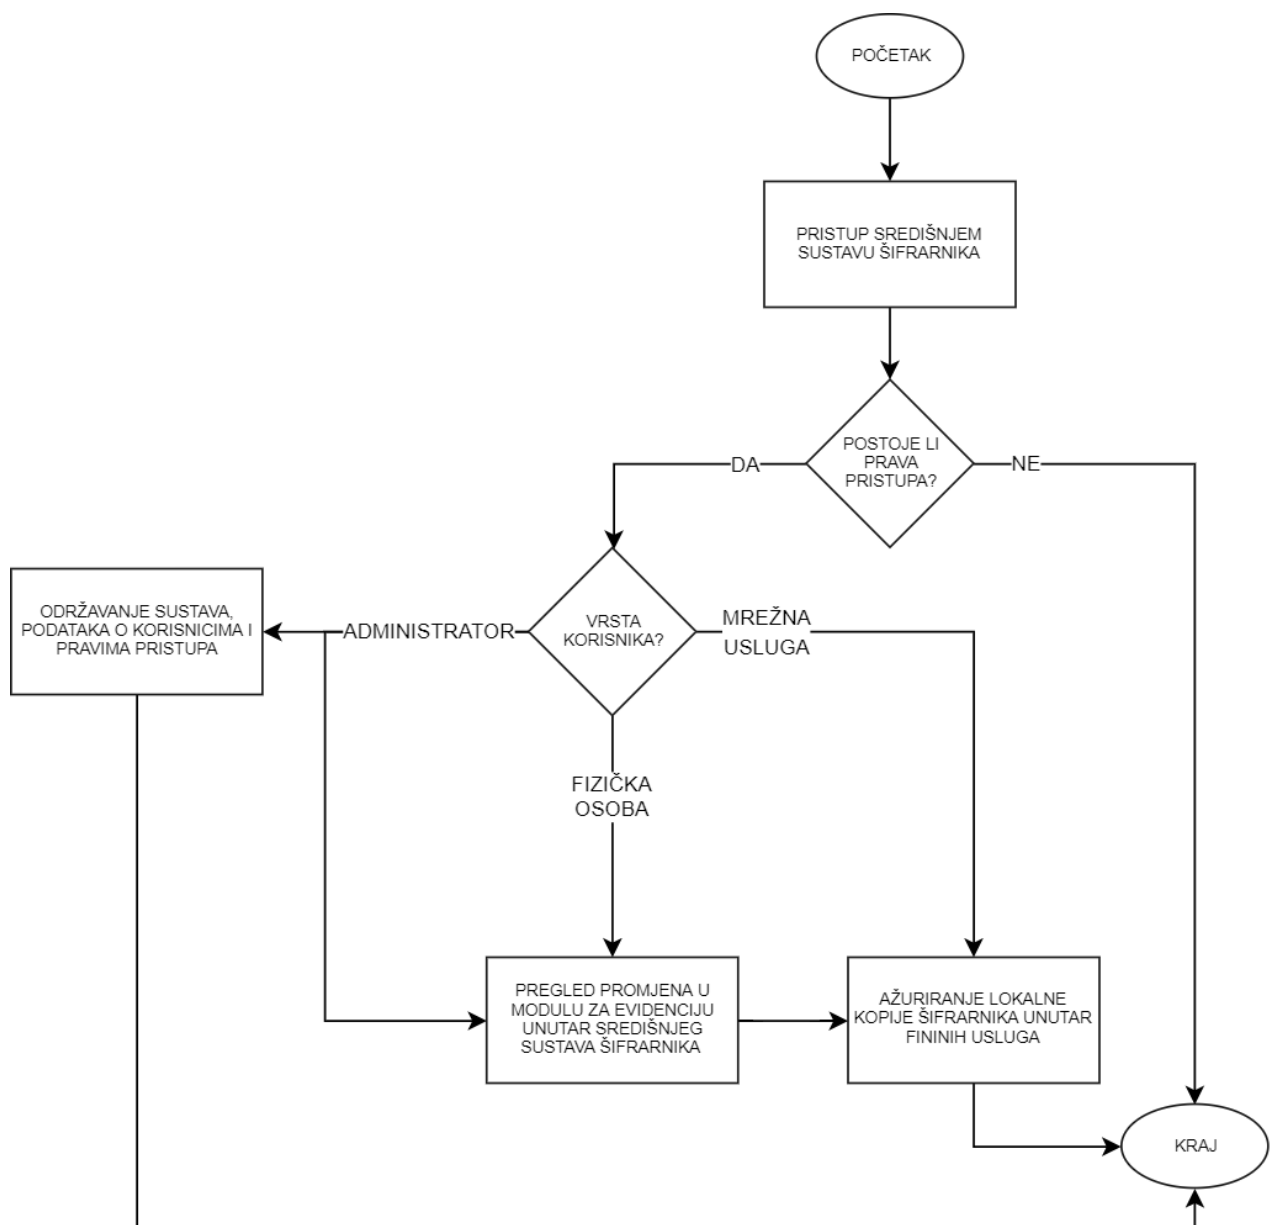 POČETAK
PRISTUP SREDIŠNJEM
SUSTAVU ŠIFRARNIKA
POSTOJE LI
PRAVA
PRISTUPA?
DA
NE
VRSTA
KORISNIKA?
ADMINISTRATOR
MREŽNA
USLUGA
ODRŽAVANJE SUSTAVA,
PODATAKA O KORISNICIMA I
PRAVIMA PRISTUPA
FIZIČKA
OSOBA
PREGLED PROMJENA U
MODULU ZA EVIDENCIJU
UNUTAR SREDIŠNJEG
SUSTAVA ŠIFRARNIKA
AŽURIRANJE LOKALNE
KOPIJE ŠIFRARNIKA UNUTAR
FININIH USLUGA
KRAJ